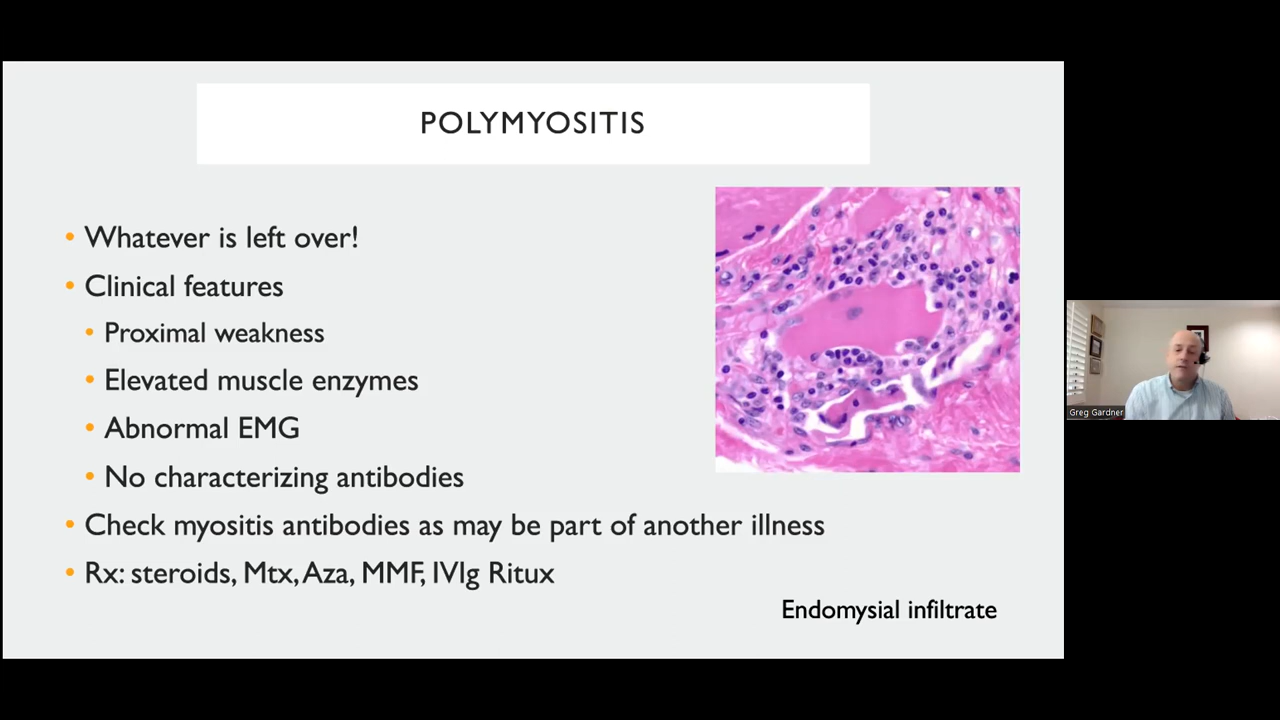 POLYMYOSITIS
• Whatever is left over!
• Clinical features
• Proximal weakness
• Elevated muscle enzymes
• Abnormal EMG
• No characterizing antibodies
• Check myositis antibodies as may be part of another illness
• Rx: steroids, Mtx, Aza, MMF, IVIg Ritux
Endomysial infiltrate
Greg Gardner